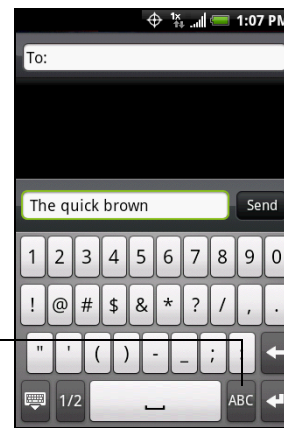 1x 1:07 PM
To:
The quick brown Send
1 2 3 4 5 6 7 8 9 0
! @ # $ & * ? / , .
" ' ( ) - _ ; :
1/2 ABC